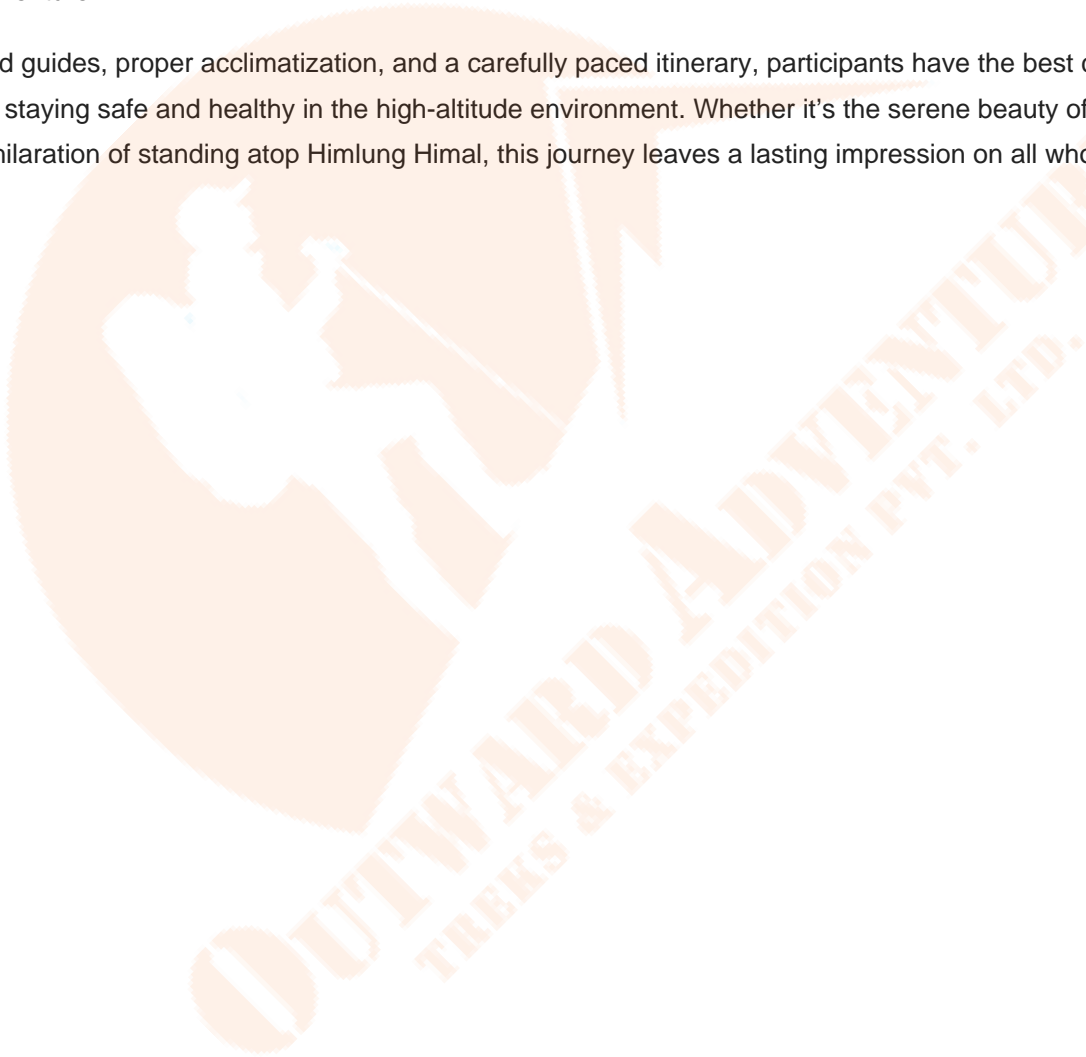 d guides, proper acclimatization, and a carefully paced itinerary, participants have the best
staying safe and healthy in the high-altitude environment. Whether it's the serene beauty of
hilaration of standing atop Himlung Himal, this journey leaves a lasting impression on all who
OUTWARD ADVENTUR
TREKS & EXPEDITION PVT. LTD.